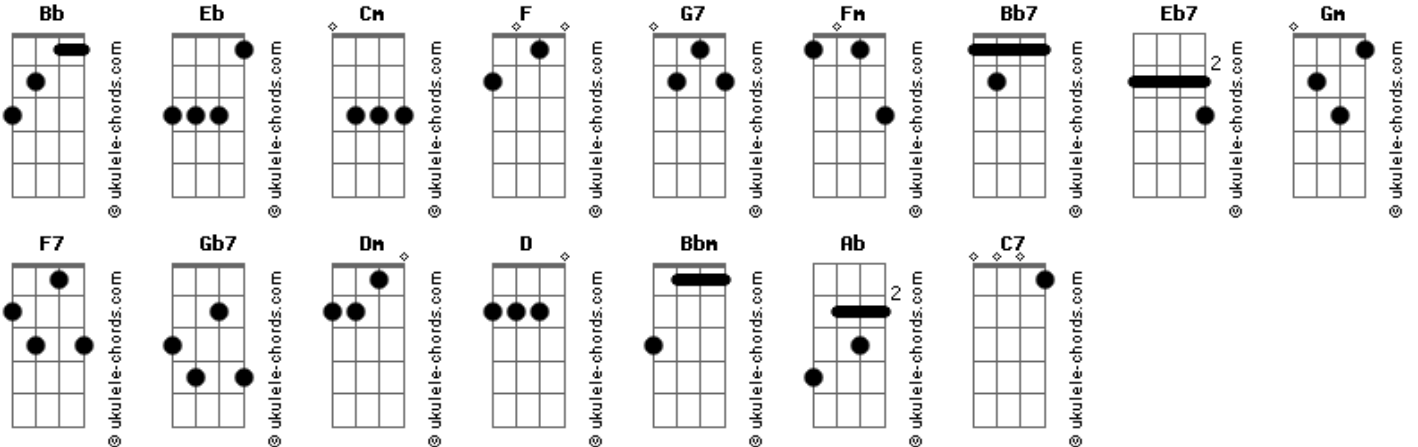 Bb Eb Cm F G7 Fm Bb7 Eb7 Gm
2
© ukulele-chords.com © ukulele-chords.com © ukulele-chords.com © ukulele-chords.com © ukulele-chords.com © ukulele-chords.com © ukulele-chords.com © ukulele-chords.com © ukulele-chords.com
F7 Gb7 Dm D Bbm Ab C7
2
© ukulele-chords.com © ukulele-chords.com © ukulele-chords.com © ukulele-chords.com © ukulele-chords.com © ukulele-chords.com © ukulele-chords.com